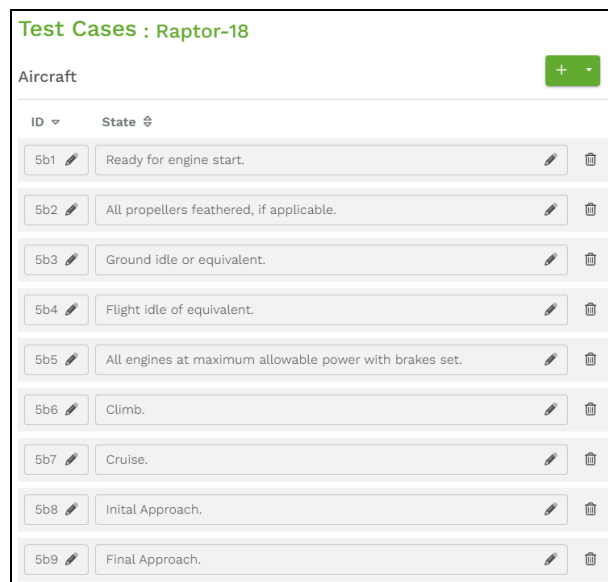 Test Cases : Raptor-18
Aircraft
ID State
5b1 Ready for engine start.
5b2 All propellers feathered, if applicable.
5b3 Ground idle or equivalent.
5b4 Flight idle of equivalent.
5b5 All engines at maximum allowable power with brakes set.
5b6 Climb.
5b7 Cruise.
5b8 Inital Approach.
5b9 Final Approach.